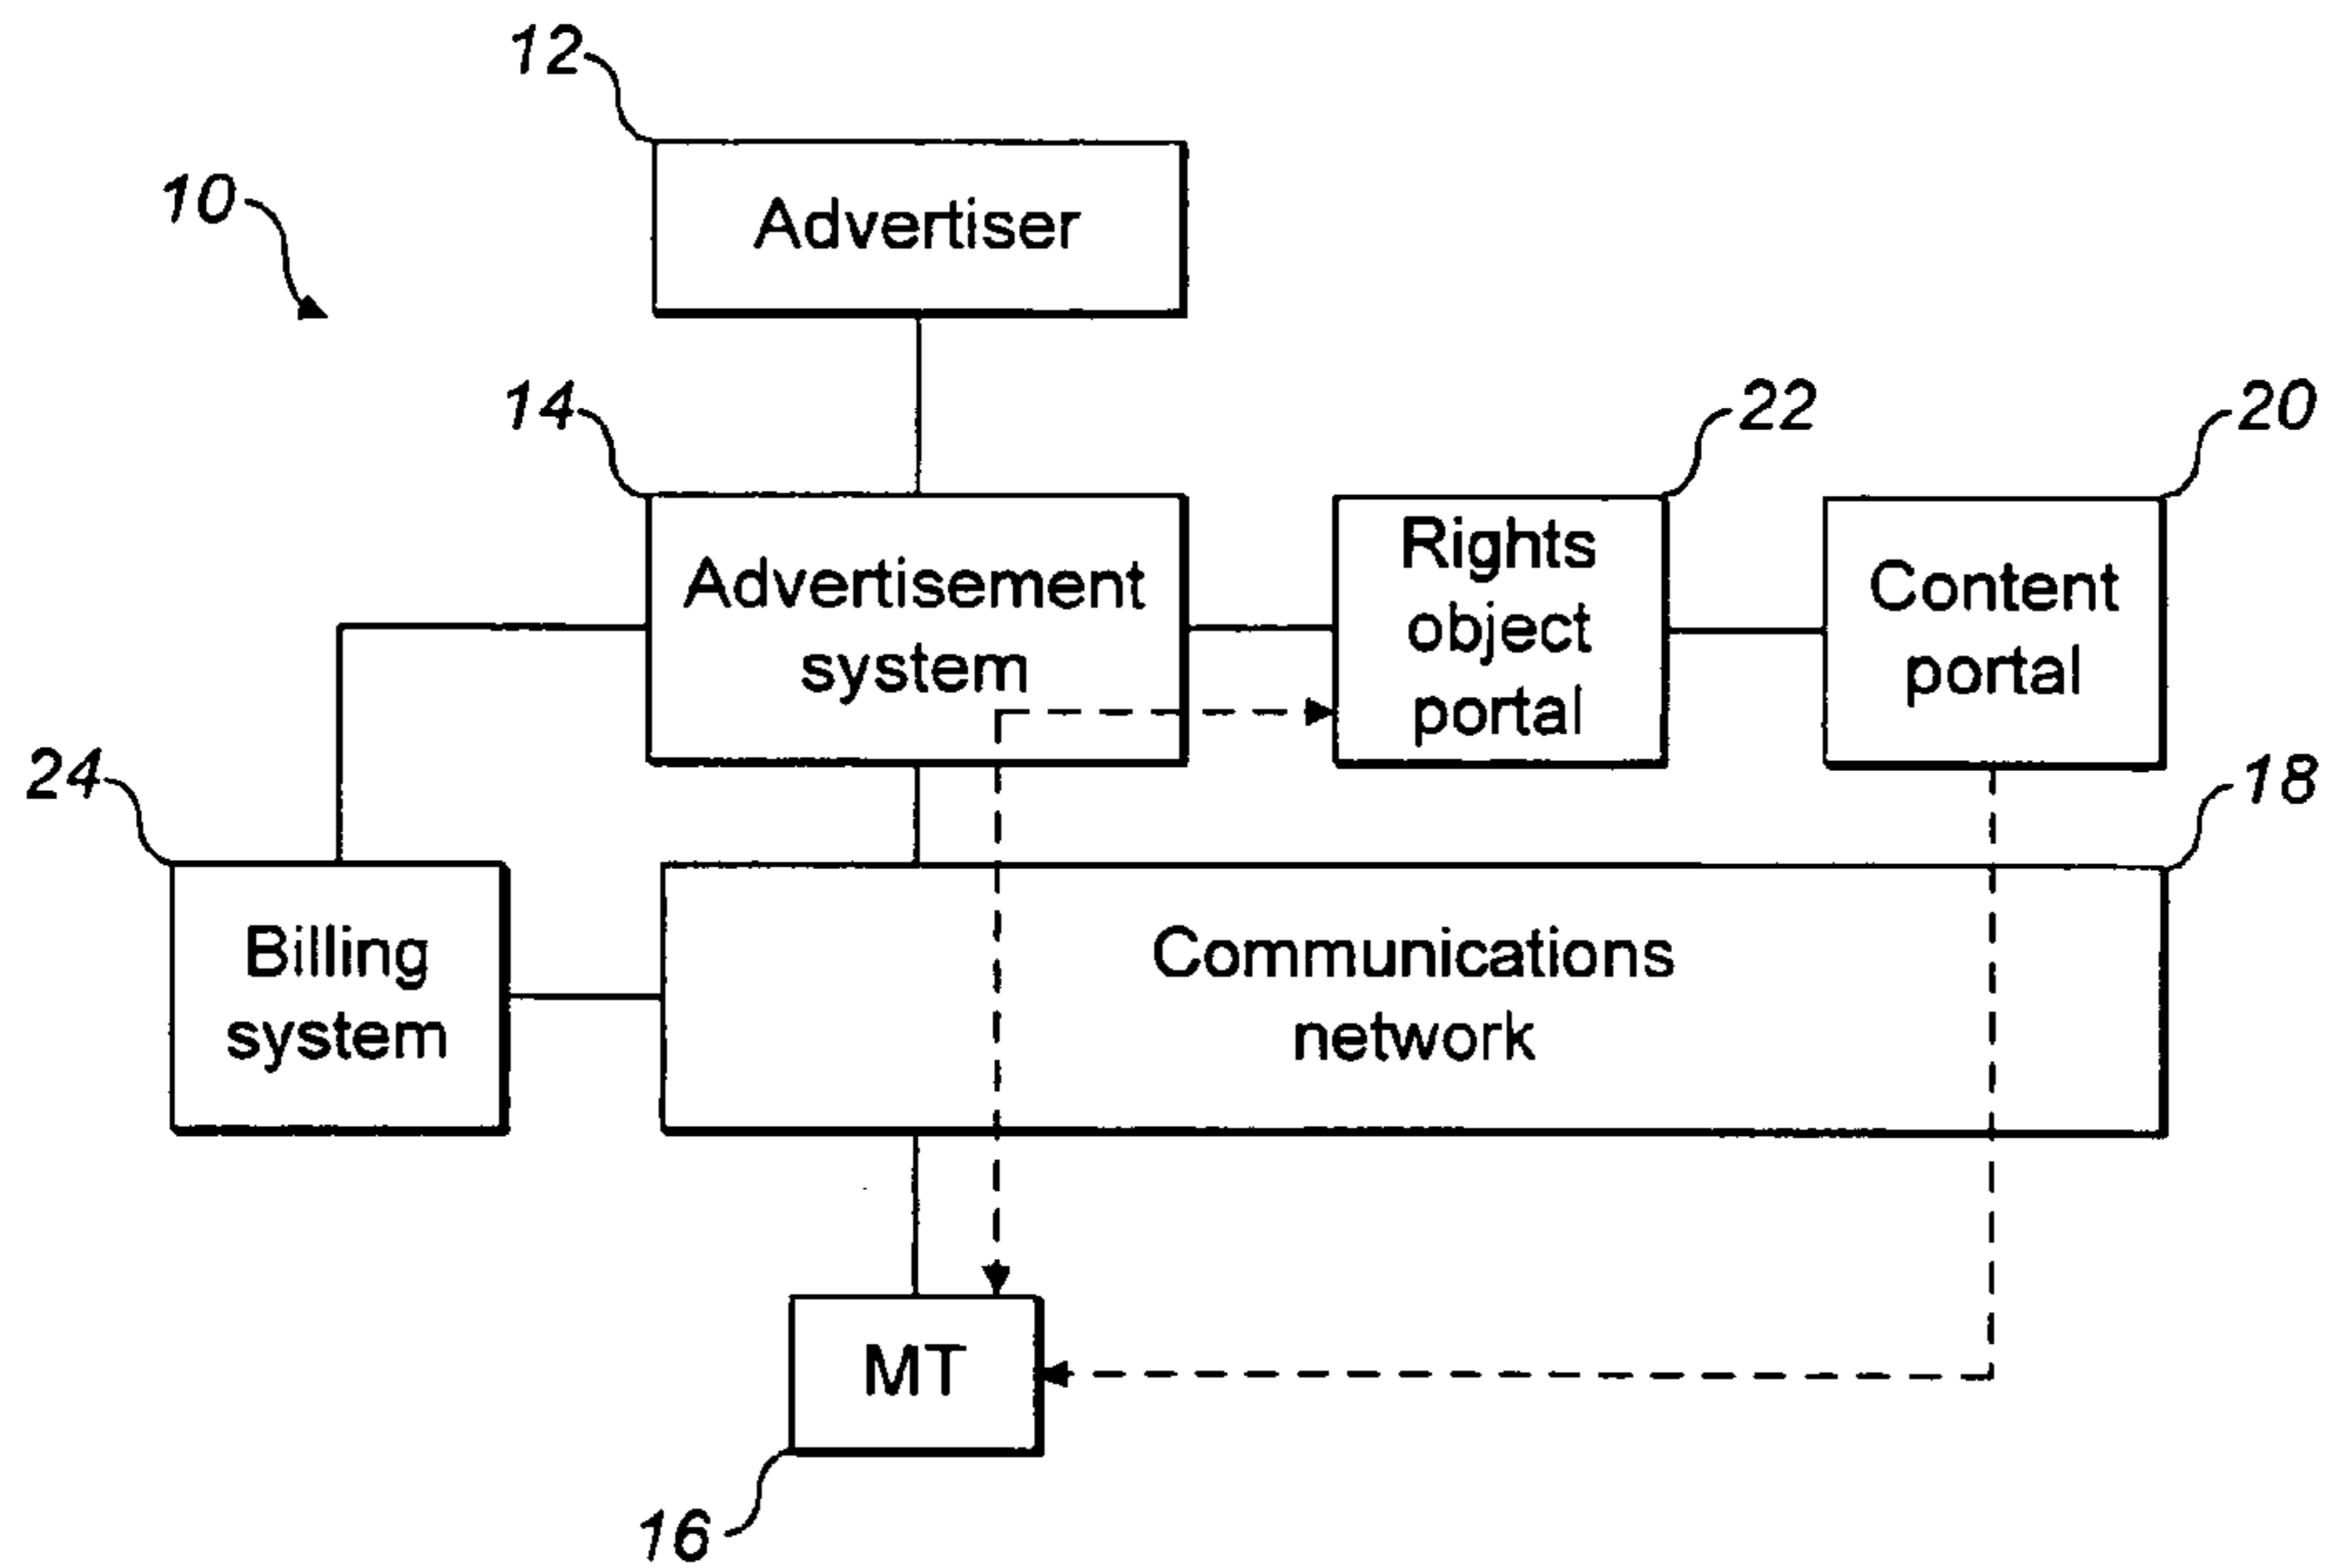 12
10
Advertiser
14
22
20
Advertisement
system
Rights
object
portal
Content
portal
24
18
Billing
system
Communications
network
MT
16